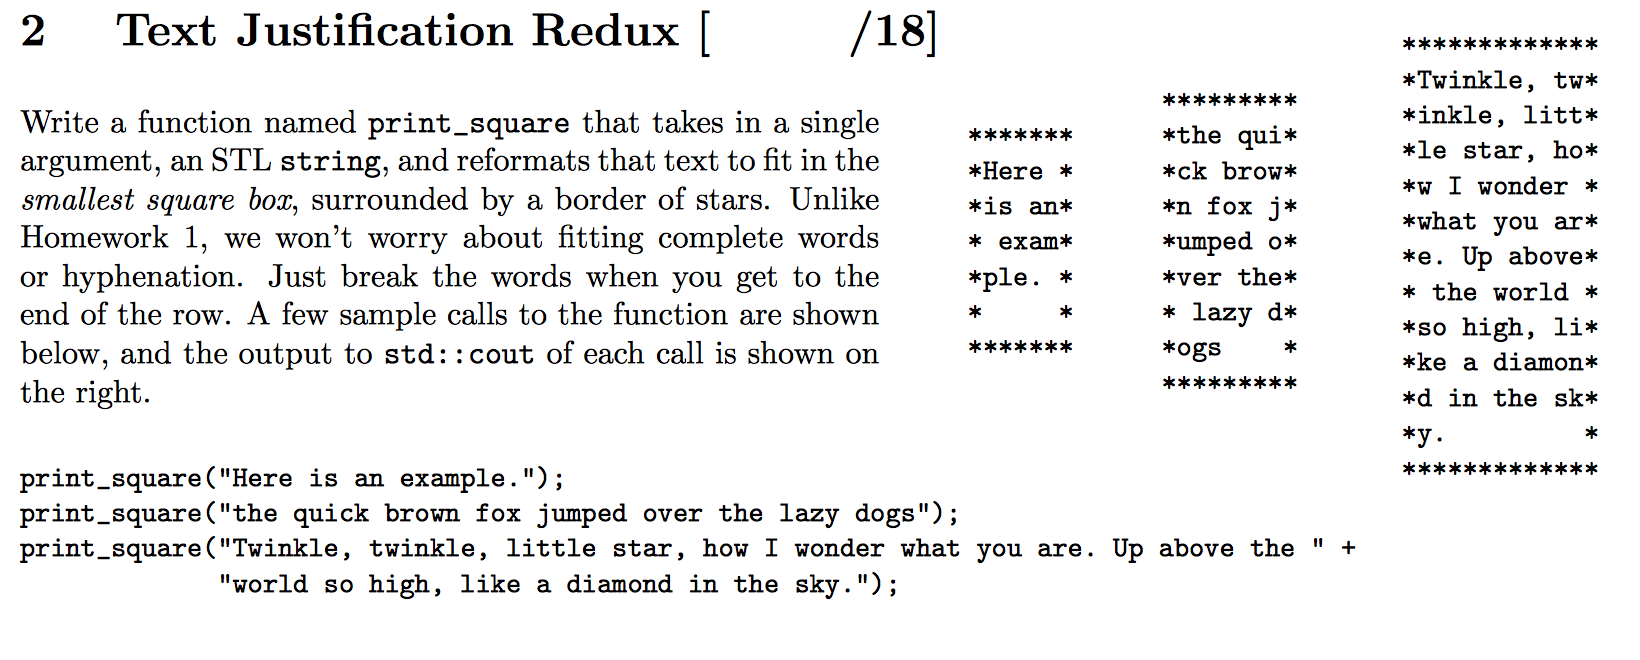 2 Text Justification Redux [ /18]
Write a function named print_square that takes in a single
argument, an STL string, and reformats that text to fit in the
smallest square box, surrounded by a border of stars. Unlike
Homework 1, we won't worry about fitting complete words
or hyphenation. Just break the words when you get to the
end of the row. A few sample calls to the function are shown
below, and the output to std::cout of each call is shown on
the right.
*******
*Here *
*is an*
* exam*
*ple. *
*     *
*******
*********
*the qui*
*ck brow*
*n fox j*
*umped o*
*ver the*
* lazy d*
*ogs    *
*********
*************
*Twinkle, tw*
*inkle, litt*
*le star, ho*
*w I wonder *
*what you ar*
*e. Up above*
* the world *
*so high, li*
*ke a diamon*
*d in the sk*
*y.         *
*************
print_square("Here is an example.");
print_square("the quick brown fox jumped over the lazy dogs");
print_square("Twinkle, twinkle, little star, how I wonder what you are. Up above the " +
"world so high, like a diamond in the sky.");